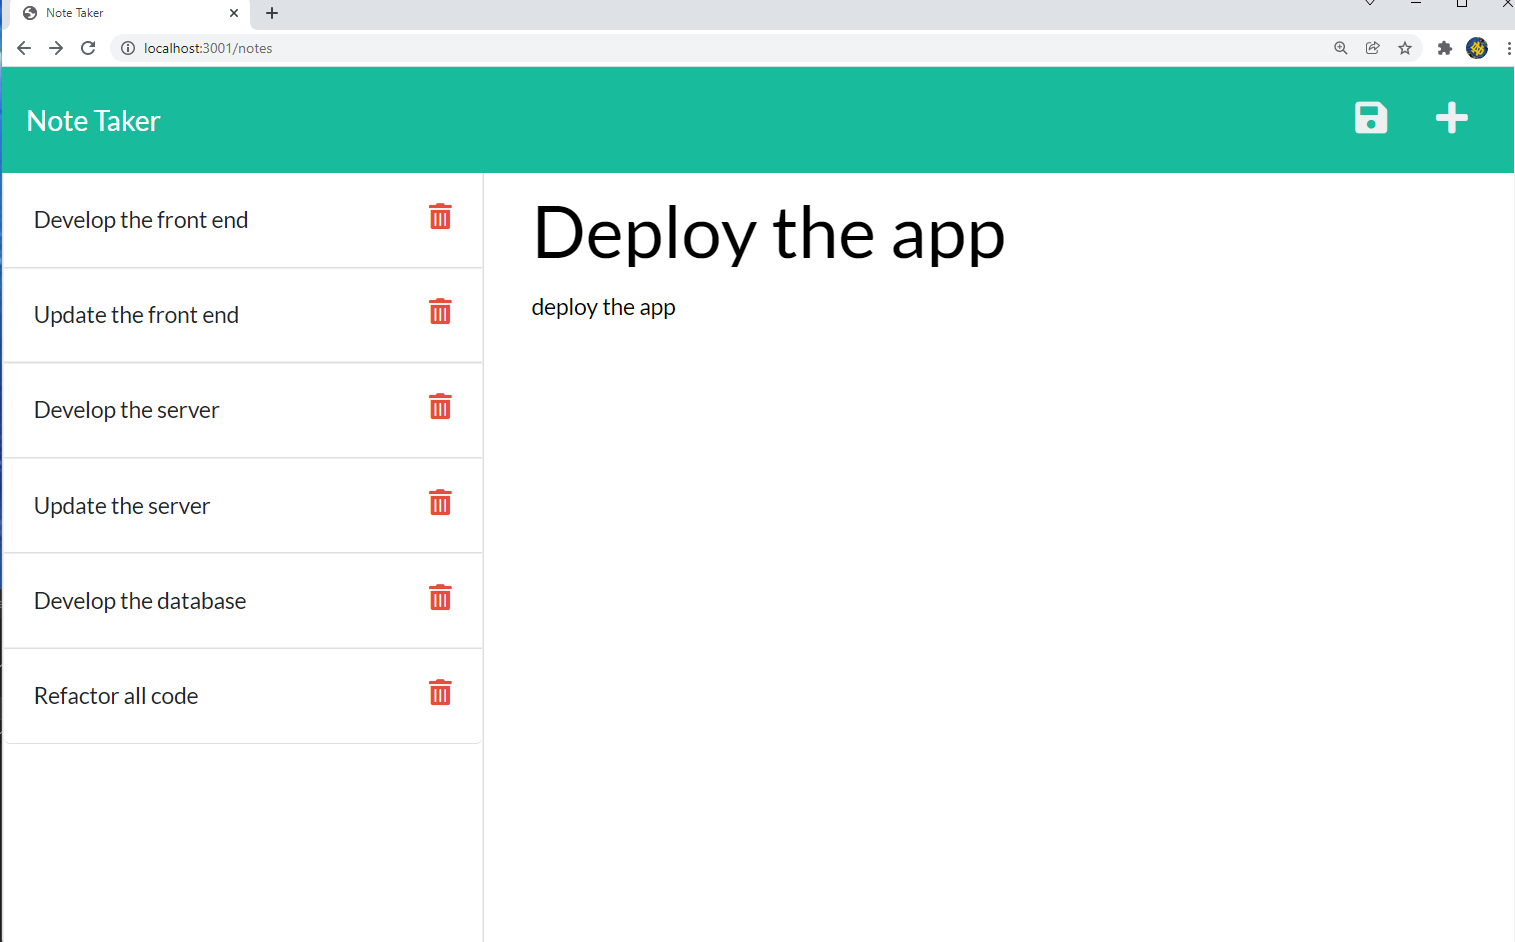 Note Taker
localhost:3001/notes
Note Taker
Develop the front end
Update the front end
Develop the server
Update the server
Develop the database
Refactor all code
Deploy the app
deploy the app